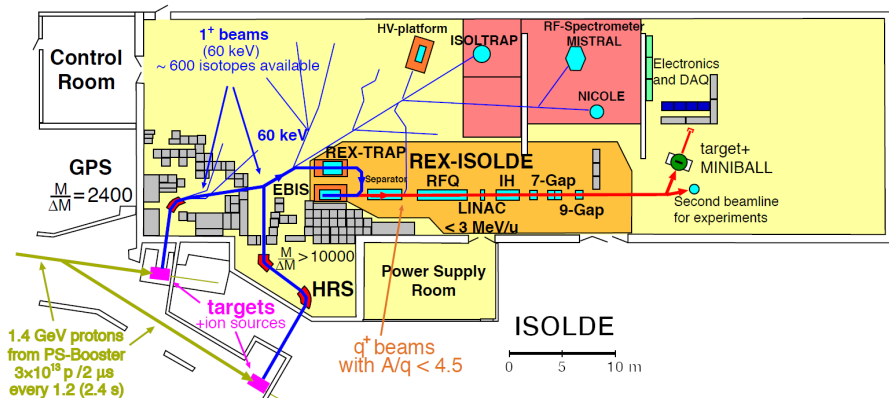 Control
Room
1+ beams
(60 keV)
~ 600 isotopes available
HV-platform
ISOLTRAP
RF-Spectrometer
MISTRAL
NICOLE
Electronics
and DAQ
60 keV
GPS
M
ΔM =2400
REX-TRAP
REX-ISOLDE
Separator
EBIS
RFQ
IH
7-Gap
LINAC
9-Gap
< 3 MeV/u
target+
MINIBALL
Second beamline
for experiments
M
ΔM >10000
HRS
Power Supply
Room
targets
+ion sources
1.4 GeV protons
from PS-Booster
3×10¹³ p /2 µs
every 1.2 (2.4 s)
q+ beams
with A/q < 4.5
ISOLDE
0 5 10 m